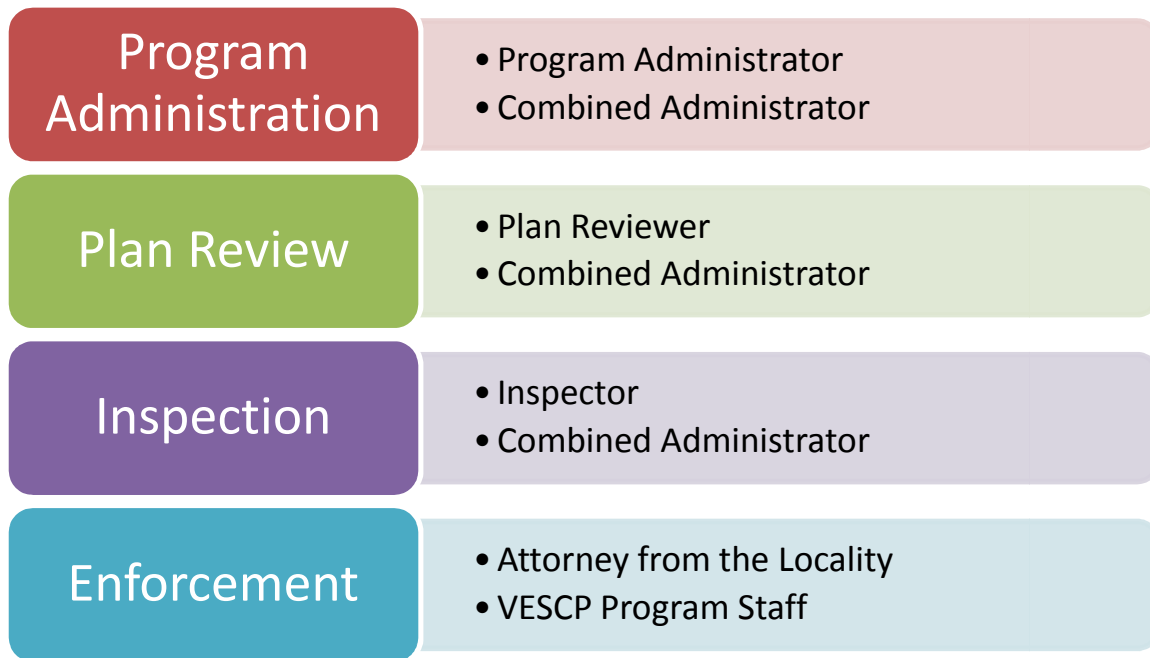 Program
Administration
• Program Administrator
• Combined Administrator
Plan Review
• Plan Reviewer
• Combined Administrator
Inspection
• Inspector
• Combined Administrator
Enforcement
• Attorney from the Locality
• VESCP Program Staff